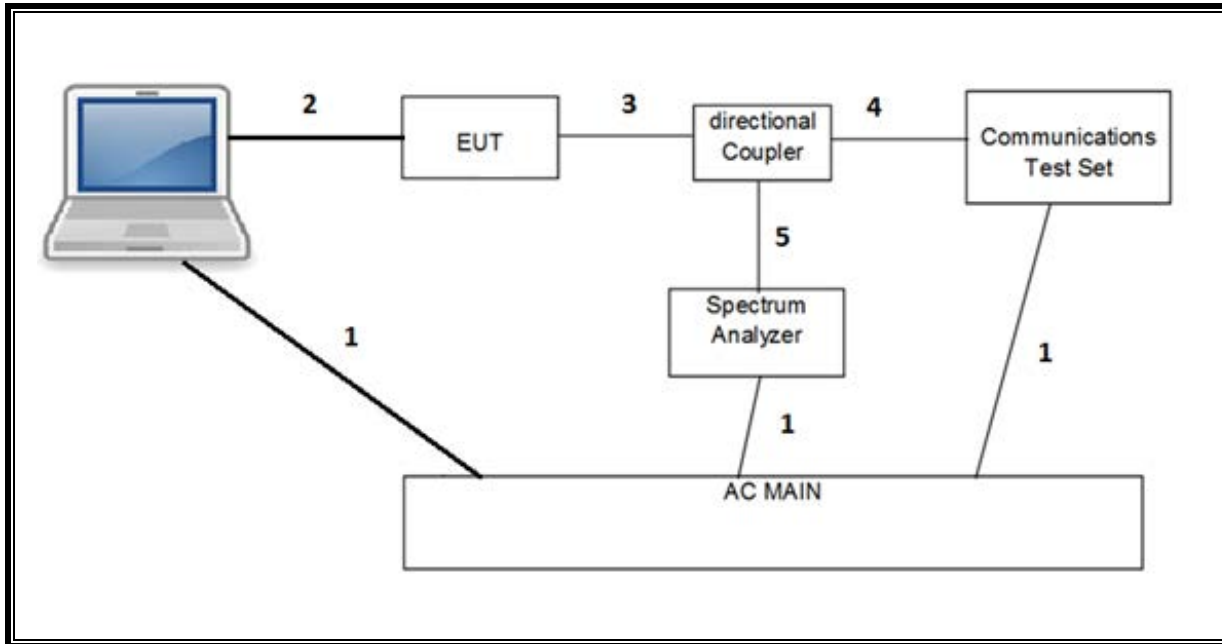 2
EUT
3
directional
Coupler
4
Communications
Test Set
5
Spectrum
Analyzer
1
1
1
AC MAIN